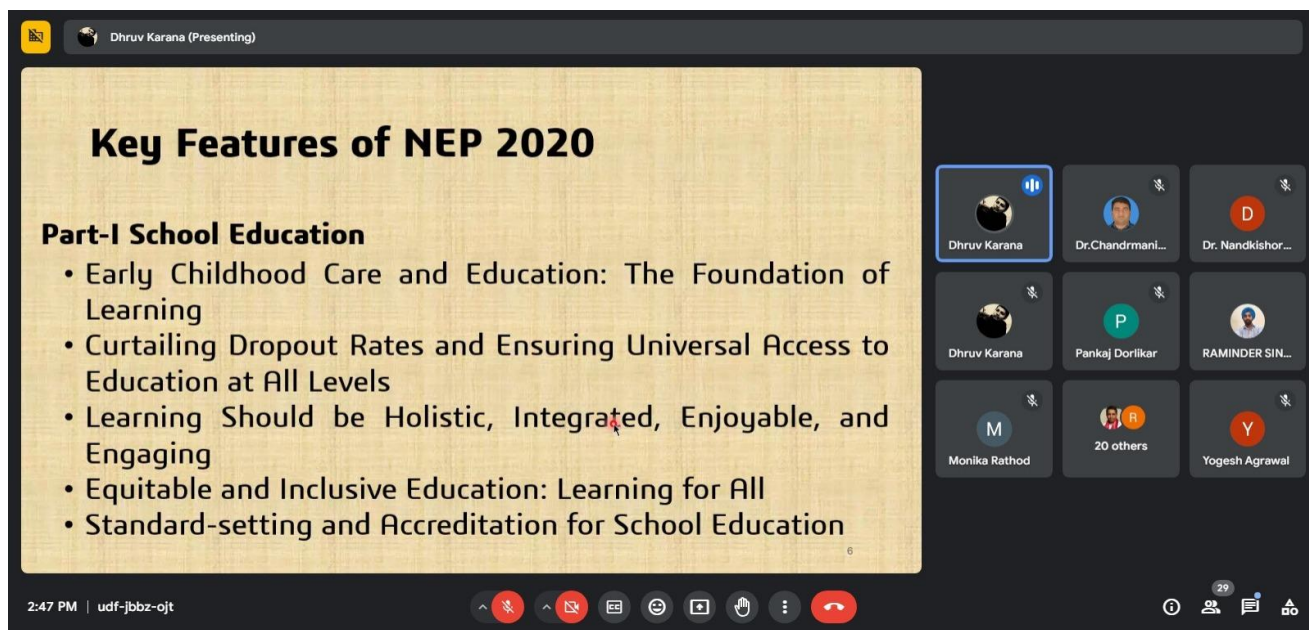 Dhruv Karana (Presenting)
Key Features of NEP 2020
Part-I School Education
• Early Childhood Care and Education: The Foundation of
Learning
• Curtailing Dropout Rates and Ensuring Universal Access to
Education at All Levels
• Learning Should be Holistic, Integrated, Enjoyable, and
Engaging
• Equitable and Inclusive Education: Learning for All
• Standard-setting and Accreditation for School Education
6
Dhruv Karana
Dr.Chandrmani...
D
Dr. Nandkishor...
Dhruv Karana
P
Pankaj Dorlikar
RAMINDER SIN...
M
Monika Rathod
R
20 others
Y
Yogesh Agrawal
2:47 PM | udf-jbbz-ojt
CC
29